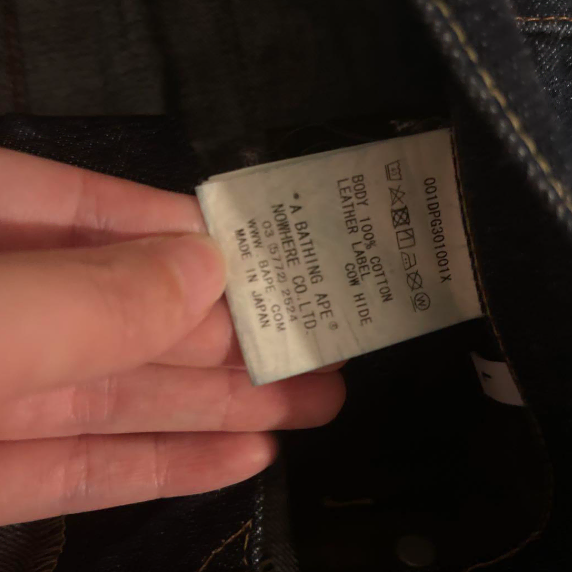 001DPG301001X
BODY 100% COTTON
LEATHER LABEL
COW HIDE
* A BATHING APE®
NOWHERE CO.,LTD.
03(5772)2524
WWW. BAPE. COM
MADE IN JAPAN